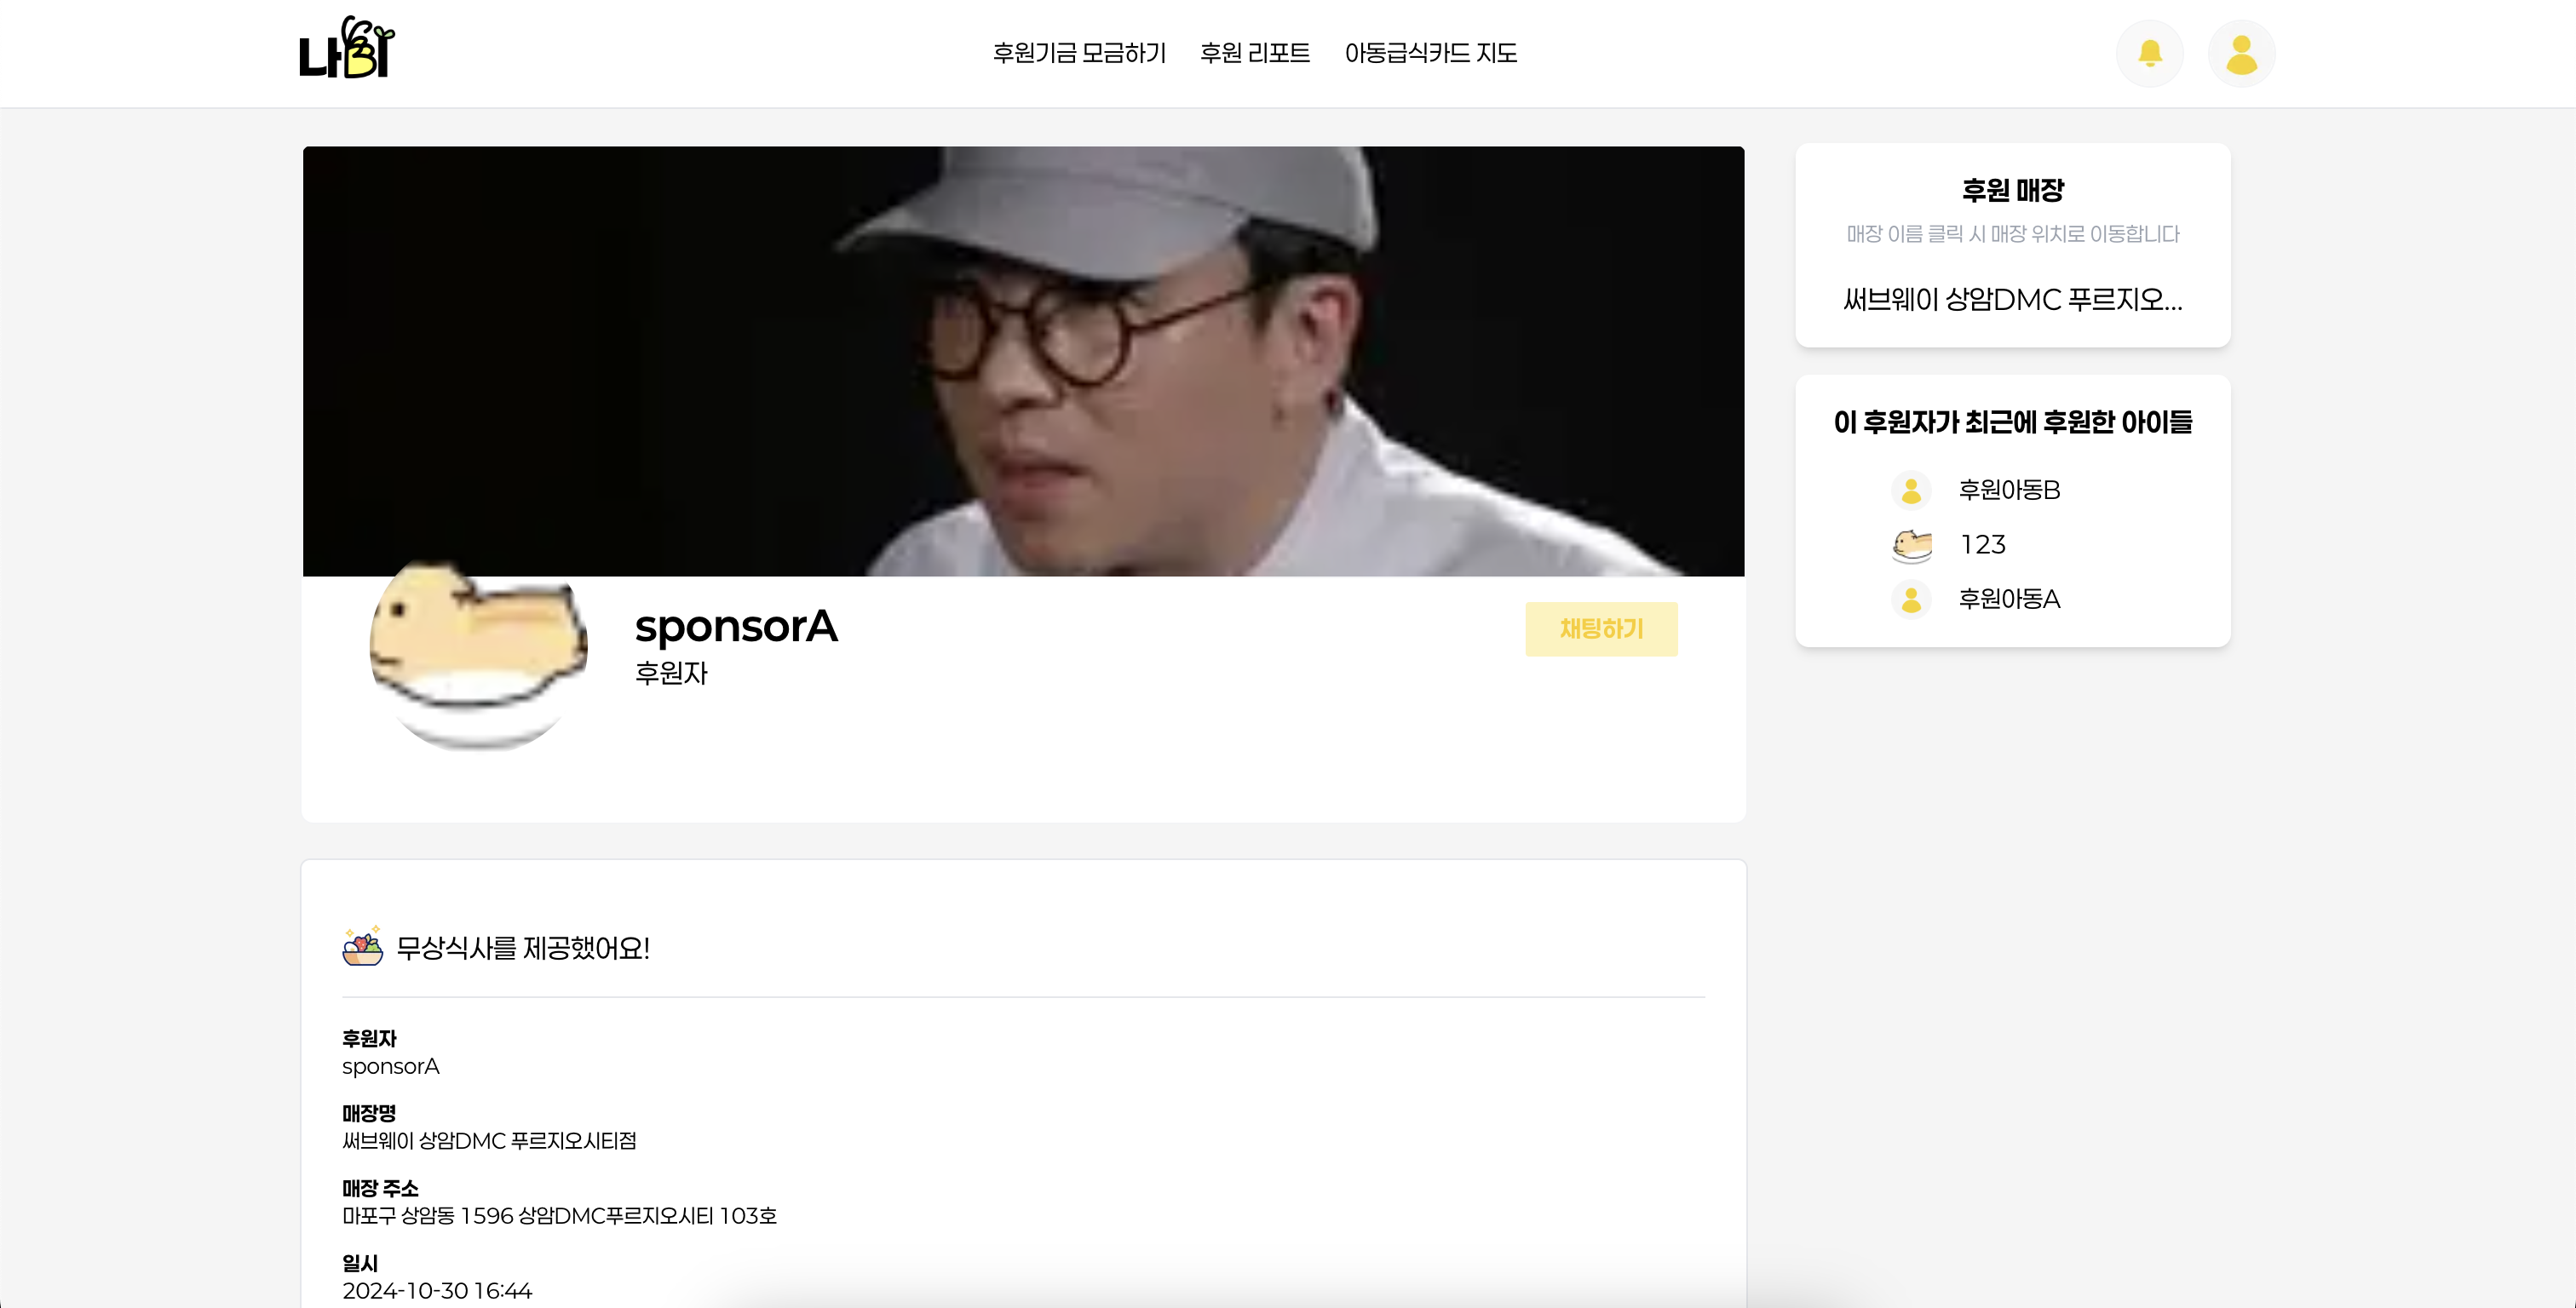 나비
후원기금 모금하기 후원 리포트 아동급식카드 지도
sponsorA
후원자
채팅하기
무상식사를 제공했어요!
후원자
sponsorA
매장명
써브웨이 상암DMC 푸르지오시티점
매장 주소
마포구 상암동 1596 상암DMC푸르지오시티 103호
일시
2024-10-30 16:44
후원 매장
매장 이름 클릭 시 매장 위치로 이동합니다
써브웨이 상암DMC 푸르지오...
이 후원자가 최근에 후원한 아이들
후원아동B
123
후원아동A